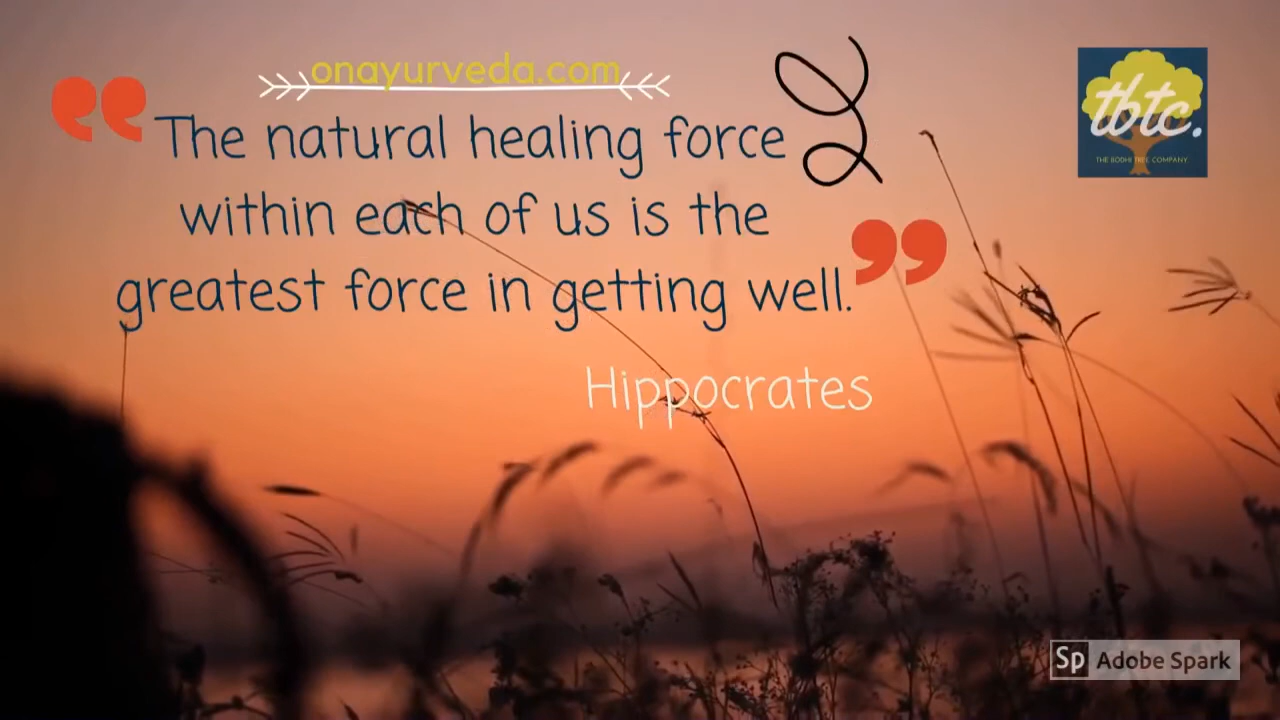 onayurveda.com
The natural healing force
within each of us is the
greatest force in getting well.
Hippocrates
tbtc.
THE BODHI TREE COMPANY
Sp Adobe Spark